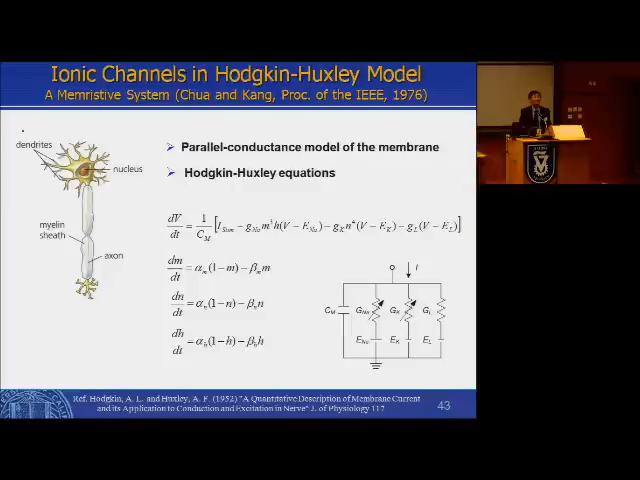 Ionic Channels in Hodgkin-Huxley Model
A Memristive System (Chua and Kang, Proc. of the IEEE, 1976)
dendrites
nucleus
myelin
sheath
axon
➢ Parallel-conductance model of the membrane
➢ Hodgkin-Huxley equations
dV/dt = 1/C_M [I_Stim − g_Na m³h(V − E_Na) − g_K n⁴(V − E_K) − g_L(V − E_L)]
dm/dt = α_m(1−m) − β_m m
dn/dt = α_n(1−n) − β_n n
dh/dt = α_h(1−h) − β_h h
I
C_M G_Na G_K G_L
E_Na E_K E_L
Ref. Hodgkin, A. L. and Huxley, A. F. (1952) "A Quantitative Description of Membrane Current
and its Application to Conduction and Excitation in Nerve" J. of Physiology 117
43